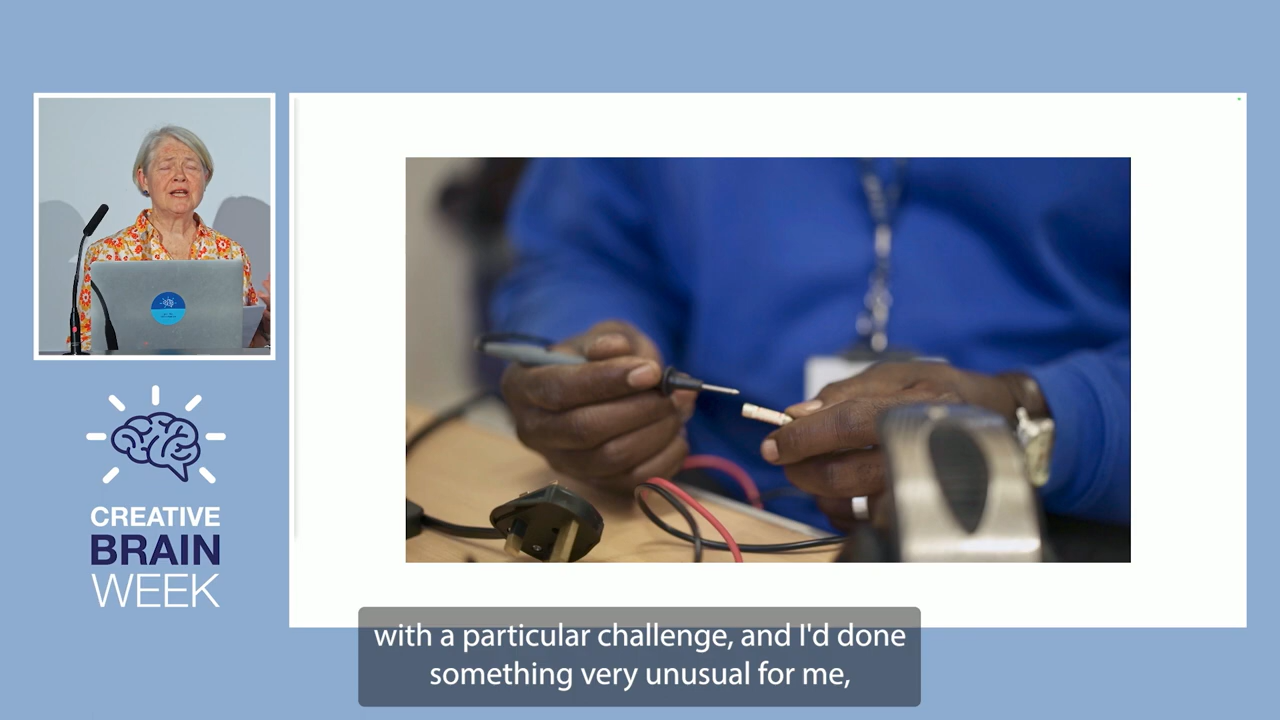 CREATIVE
BRAIN
WEEK
with a particular challenge, and I'd done
something very unusual for me,